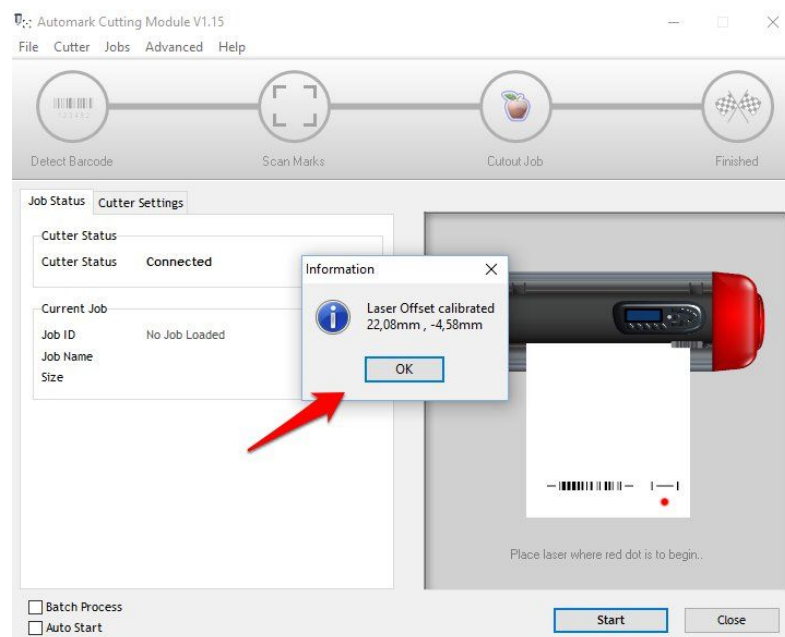 Automark Cutting Module V1.15
File Cutter Jobs Advanced Help
Detect Barcode Scan Marks Cutout Job Finished
Job Status Cutter Settings
Cutter Status
Cutter Status Connected
Current Job
Job ID No Job Loaded
Job Name
Size
Information
Laser Offset calibrated
22,08mm , -4,58mm
OK
Place laser where red dot is to begin..
Batch Process
Auto Start
Start Close